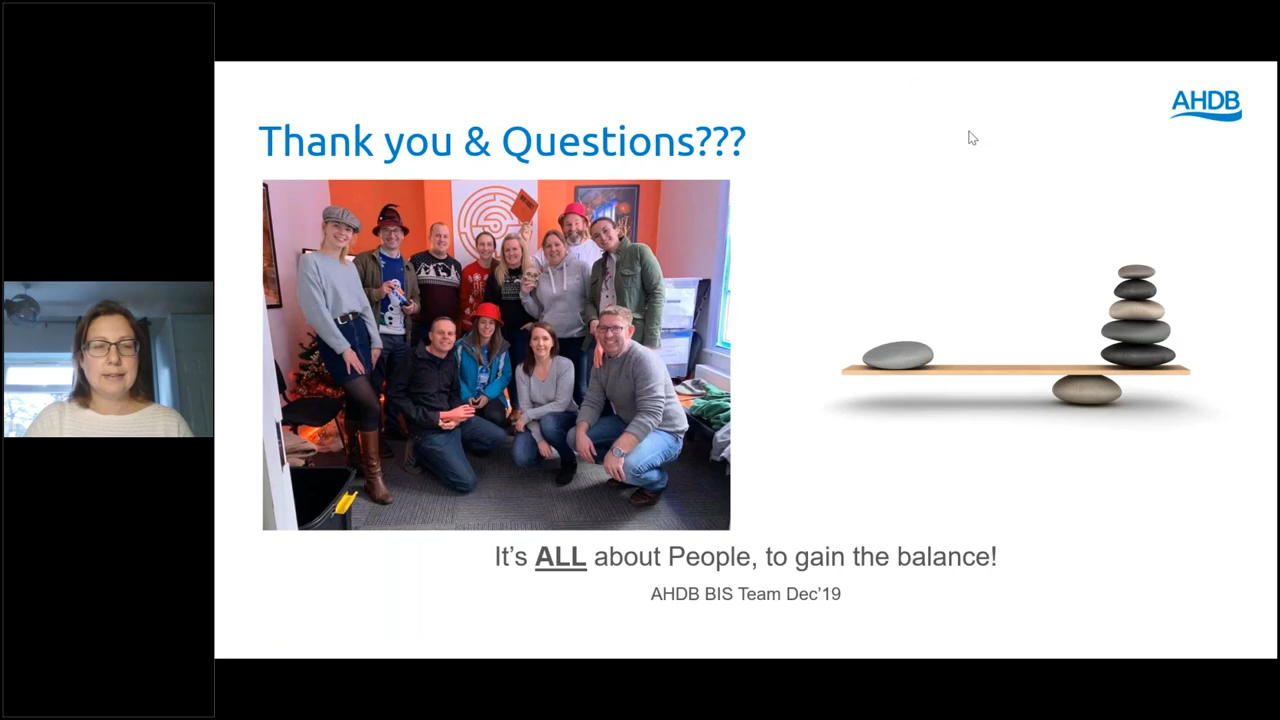 AHDB
Thank you & Questions???
It’s ALL about People, to gain the balance!
AHDB BIS Team Dec’19